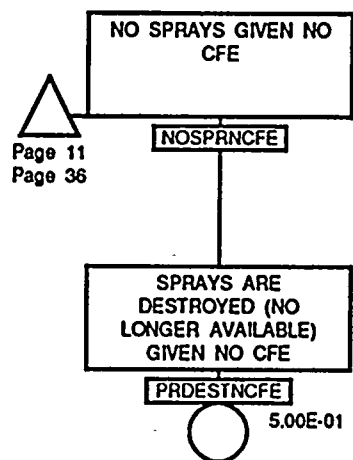 NO SPRAYS GIVEN NO
CFE
NOSPRNCFE
Page 11
Page 36
SPRAYS ARE
DESTROYED (NO
LONGER AVAILABLE)
GIVEN NO CFE
PRDESTNCFE
5.00E-01